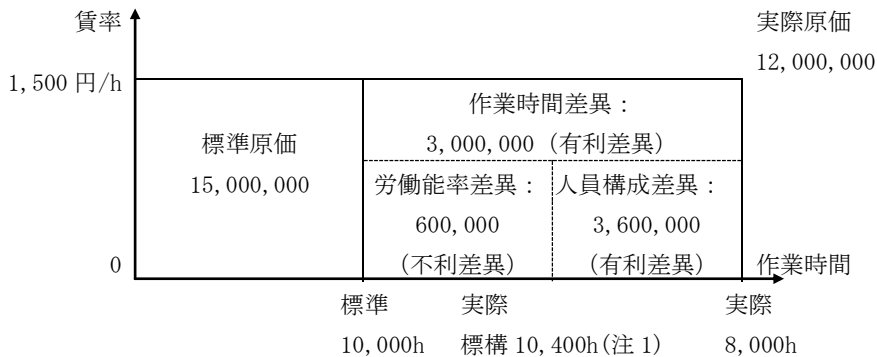 賃率
実際原価
12,000,000
1,500 円/h
作業時間差異：
標準原価
3,000,000（有利差異）
15,000,000
労働能率差異：
人員構成差異：
600,000
3,600,000
（不利差異）
（有利差異）
0
作業時間
標準
実際
実際
10,000h
標構 10,400h(注 1)
8,000h